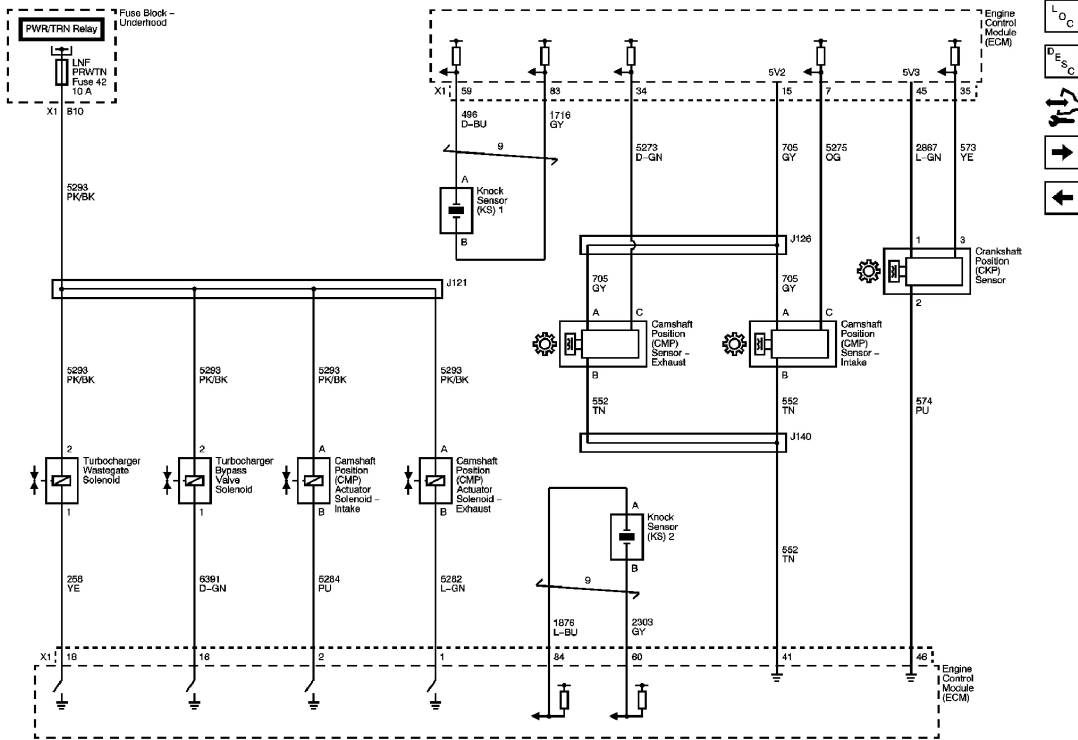 Fuse Block –
Underhood
PWR/TRN Relay
LNF
PRWTN
Fuse 42
10 A
X1 B10
5293
PK/BK
Engine
Control
Module
(ECM)
5V2
5V3
X1 59 83 34 15 7 45 35
496
D-BU
1716
GY
5273
D-GN
705
GY
5275
OG
2867
L-GN
573
YE
9
A
Knock
Sensor
(KS) 1
B
J126
705
GY
705
GY
1 3
Crankshaft
Position
(CKP)
Sensor
2
J121
A C
Camshaft
Position
(CMP)
Sensor –
Exhaust
B
A C
Camshaft
Position
(CMP)
Sensor –
Intake
B
5293
PK/BK
5293
PK/BK
5293
PK/BK
5293
PK/BK
552
TN
552
TN
574
PU
J140
2
Turbocharger
Wastegate
Solenoid
1
2
Turbocharger
Bypass
Valve
Solenoid
1
A
Camshaft
Position
(CMP)
Actuator
Solenoid –
Intake
B
A
Camshaft
Position
(CMP)
Actuator
Solenoid –
Exhaust
B
A
Knock
Sensor
(KS) 2
B
552
TN
258
YE
6391
D-GN
5284
PU
5282
L-GN
9
1876
L-BU
2303
GY
X1 18 16 2 1 84 60 41 46
Engine
Control
Module
(ECM)
LOC
DESC